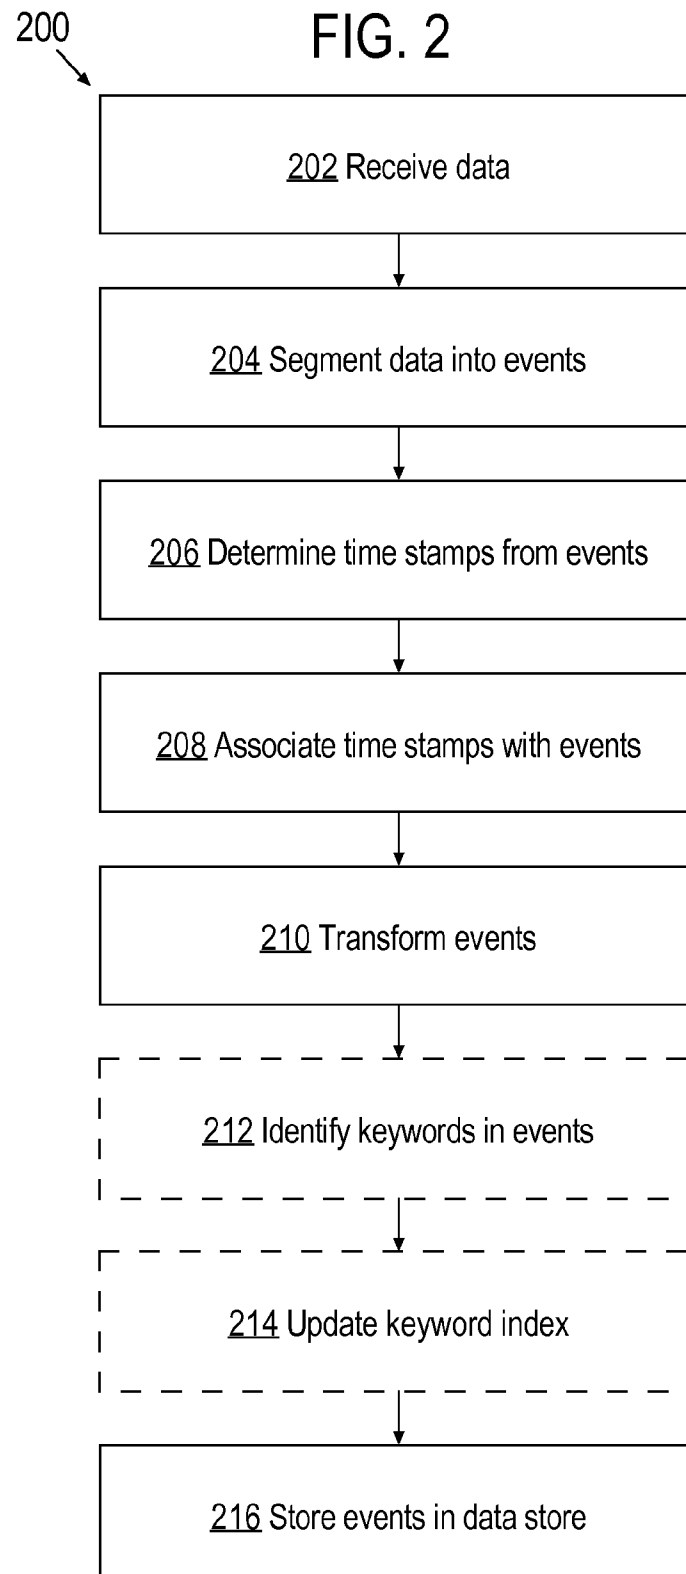 200
FIG. 2
202 Receive data
204 Segment data into events
206 Determine time stamps from events
208 Associate time stamps with events
210 Transform events
212 Identify keywords in events
214 Update keyword index
216 Store events in data store